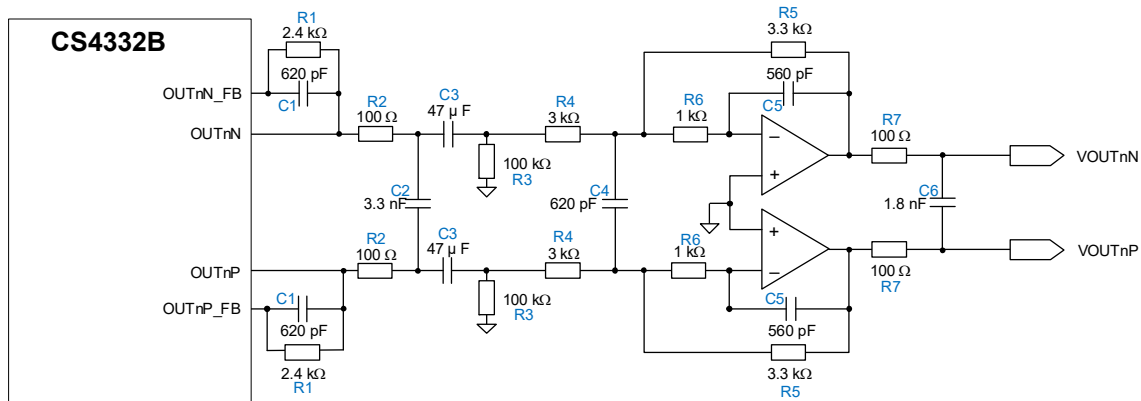 CS4332B
R1
2.4 kΩ
620 pF
C1
OUTnN_FB
OUTnN
R2
100 Ω
C3
47 µF
100 kΩ
R3
R4
3 kΩ
R5
3.3 kΩ
560 pF
C5
R6
1 kΩ
R7
100 Ω
VOUTnN
C2
3.3 nF
C4
620 pF
C6
1.8 nF
−
+
+
−
OUTnP
OUTnP_FB
R2
100 Ω
C3
47 µF
100 kΩ
R3
R4
3 kΩ
R6
1 kΩ
VOUTnP
100 Ω
R7
C1
620 pF
2.4 kΩ
R1
C5
560 pF
3.3 kΩ
R5